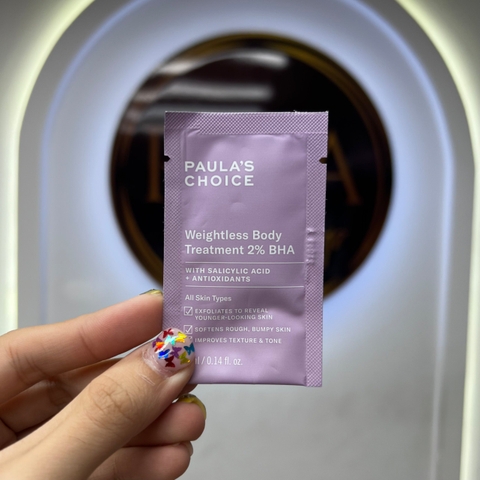 PAULA'S
CHOICE
Weightless Body
Treatment 2% BHA
WITH SALICYLIC ACID
+ ANTIOXIDANTS
All Skin Types
EXFOLIATES TO REVEAL
YOUNGER-LOOKING SKIN
SOFTENS ROUGH, BUMPY SKIN
IMPROVES TEXTURE & TONE
/ 0.14 fl. oz.